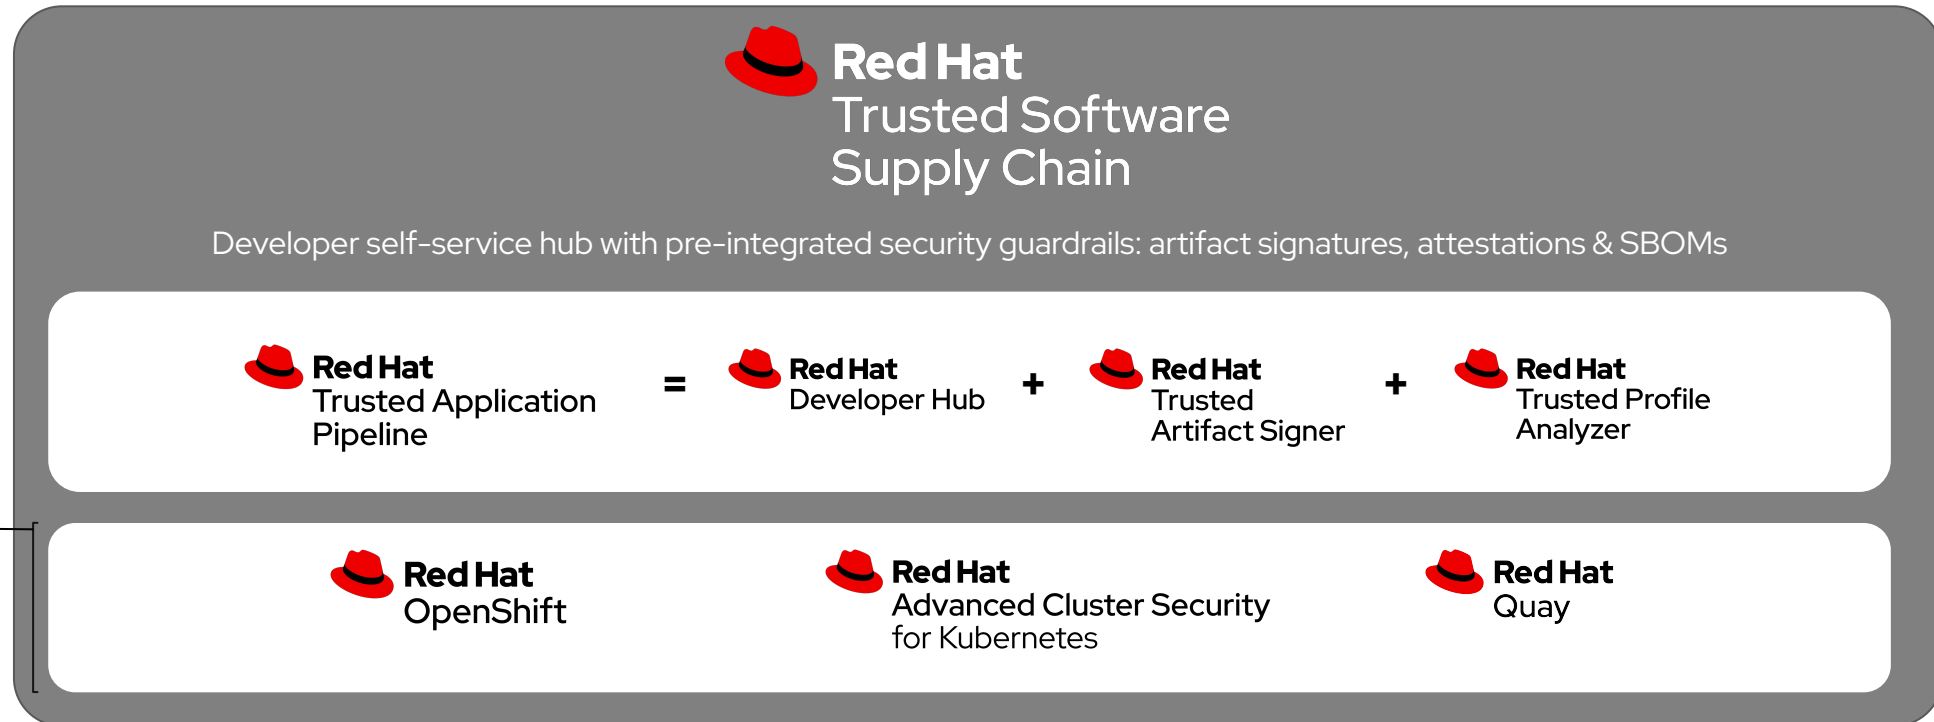 Red Hat
Trusted Software
Supply Chain
Developer self-service hub with pre-integrated security guardrails: artifact signatures, attestations & SBOMs
Red Hat
Trusted Application
Pipeline
=
Red Hat
Developer Hub
+
Red Hat
Trusted
Artifact Signer
+
Red Hat
Trusted Profile
Analyzer
Red Hat
OpenShift
Red Hat
Advanced Cluster Security
for Kubernetes
Red Hat
Quay